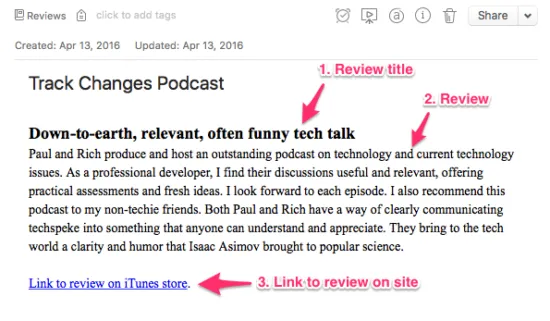 Reviews click to add tags Share
Created: Apr 13, 2016 Updated: Apr 13, 2016
Track Changes Podcast
1. Review title
2. Review
Down-to-earth, relevant, often funny tech talk
Paul and Rich produce and host an outstanding podcast on technology and current technology
issues. As a professional developer, I find their discussions useful and relevant, offering
practical assessments and fresh ideas. I look forward to each episode. I also recommend this
podcast to my non-techie friends. Both Paul and Rich have a way of clearly communicating
techspeke into something that anyone can understand and appreciate. They bring to the tech
world a clarity and humor that Isaac Asimov brought to popular science.
Link to review on iTunes store.
3. Link to review on site